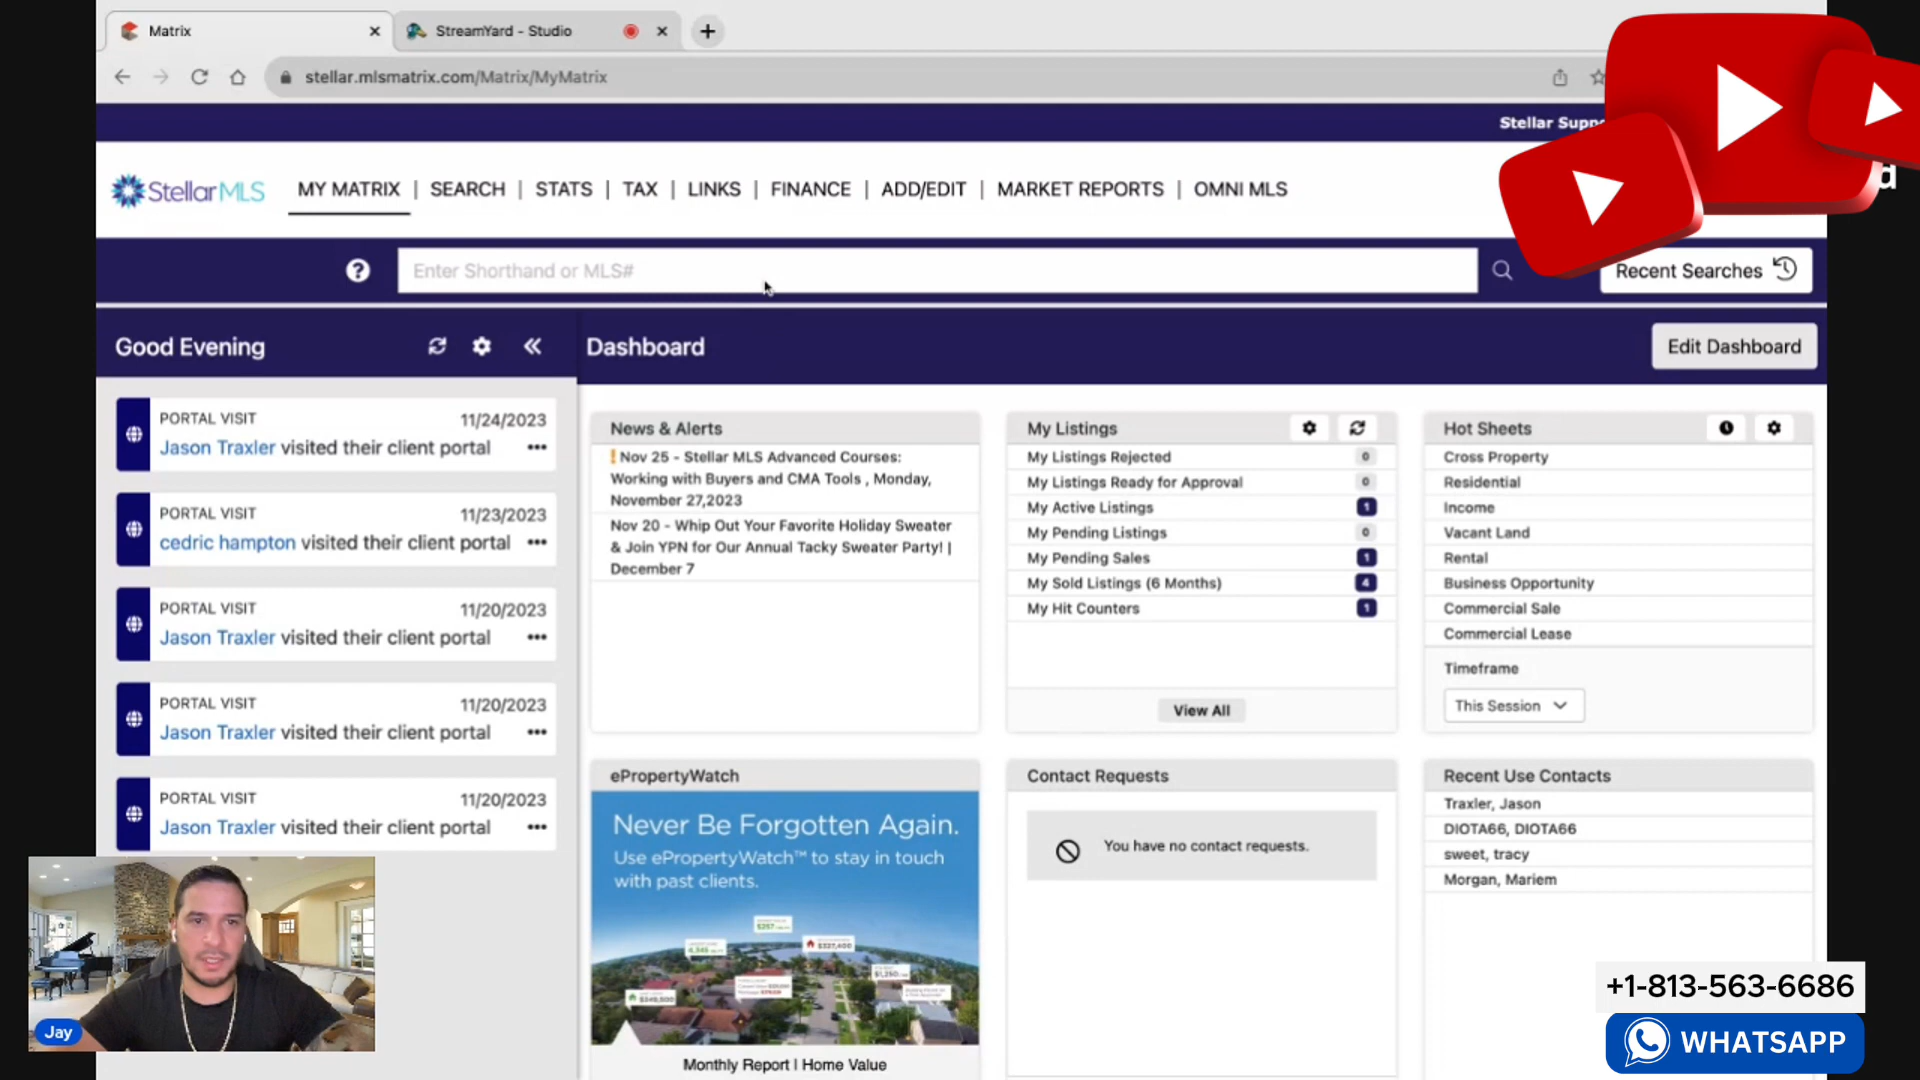 Matrix
StreamYard - Studio
stellar.mlsmatrix.com/Matrix/MyMatrix
StellarMLS
MY MATRIX | SEARCH | STATS | TAX | LINKS | FINANCE | ADD/EDIT | MARKET REPORTS | OMNI MLS
d
Enter Shorthand or MLS#
Recent Searches
Good Evening
Dashboard
Edit Dashboard
PORTAL VISIT
11/24/2023
Jason Traxler visited their client portal
PORTAL VISIT
11/23/2023
cedric hampton visited their client portal
PORTAL VISIT
11/20/2023
Jason Traxler visited their client portal
PORTAL VISIT
11/20/2023
Jason Traxler visited their client portal
PORTAL VISIT
11/20/2023
Jason Traxler visited their client portal
News & Alerts
! Nov 25 - Stellar MLS Advanced Courses:
Working with Buyers and CMA Tools , Monday,
November 27,2023
Nov 20 - Whip Out Your Favorite Holiday Sweater
& Join YPN for Our Annual Tacky Sweater Party! |
December 7
My Listings
My Listings Rejected 0
My Listings Ready for Approval 0
My Active Listings 1
My Pending Listings 0
My Pending Sales 1
My Sold Listings (6 Months) 4
My Hit Counters 1
View All
Hot Sheets
Cross Property
Residential
Income
Vacant Land
Rental
Business Opportunity
Commercial Sale
Commercial Lease
Timeframe
This Session
ePropertyWatch
Never Be Forgotten Again.
Use ePropertyWatch™ to stay in touch
with past clients.
Monthly Report | Home Value
Contact Requests
You have no contact requests.
Recent Use Contacts
Traxler, Jason
DIOTA66, DIOTA66
sweet, tracy
Morgan, Mariem
Jay
+1-813-563-6686
WHATSAPP